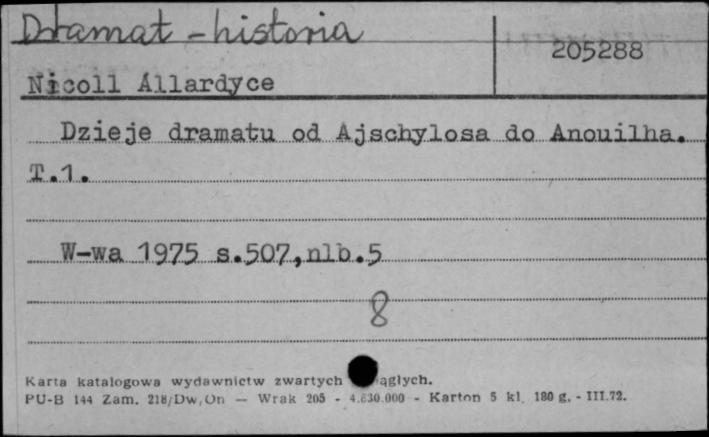 Dramat - historia
205288
Nicoll Allardyce
Dzieje dramatu od Ajschylosa do Anouilha.
T.1.
W-wa 1975 s.507,nlb.5
8
Karta katalogowa wydawnictw zwartych ągłych.
PU-B 144 Zam. 218/Dw,On — Wrak 205 - 4.630.000 - Karton 5 kl. 180 g. - III.72.